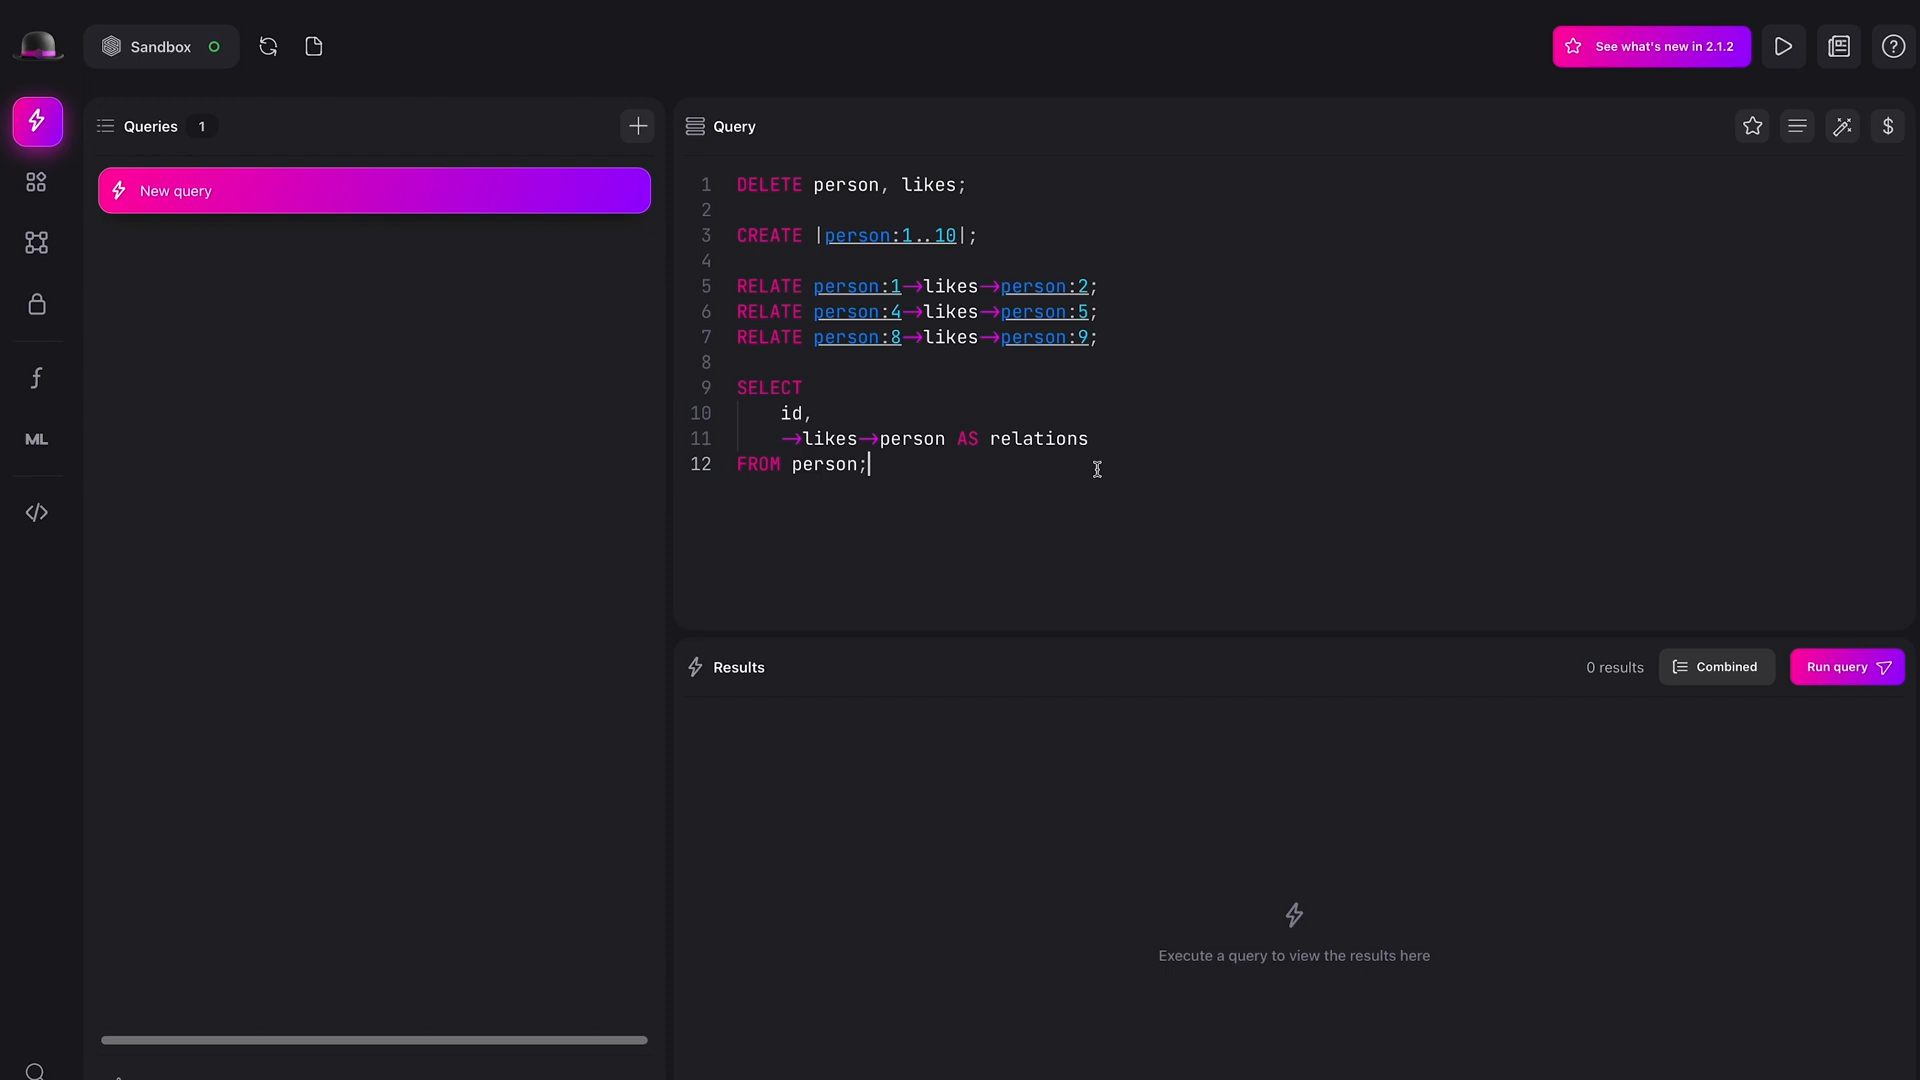 Sandbox
See what's new in 2.1.2
Queries 1
New query
ML
Query
1 DELETE person, likes;
2
3 CREATE |person:1..10|;
4
5 RELATE person:1->likes->person:2;
6 RELATE person:4->likes->person:5;
7 RELATE person:8->likes->person:9;
8
9 SELECT
10 id,
11 ->likes->person AS relations
12 FROM person;
Results
0 results
Combined
Run query
Execute a query to view the results here